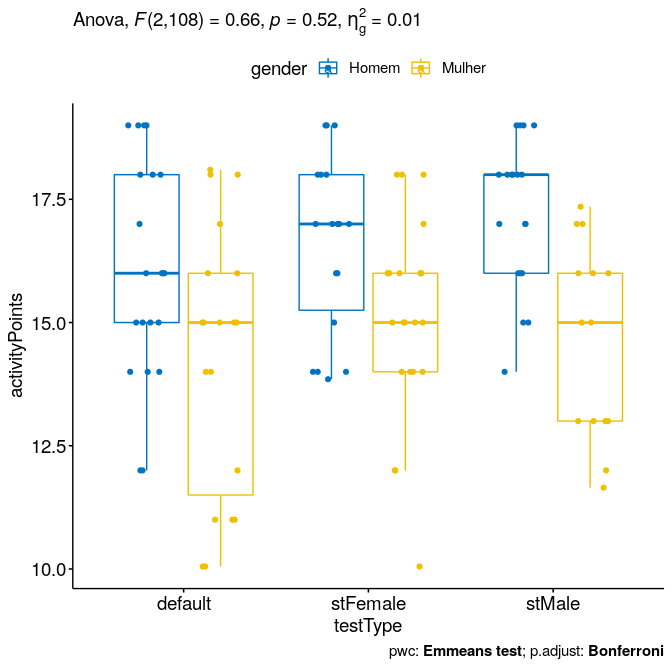 Anova, F(2,108) = 0.66, p = 0.52, η²g = 0.01
gender Homem Mulher
17.5
15.0
12.5
10.0
activityPoints
default stFemale stMale
testType
pwc: Emmeans test; p.adjust: Bonferroni